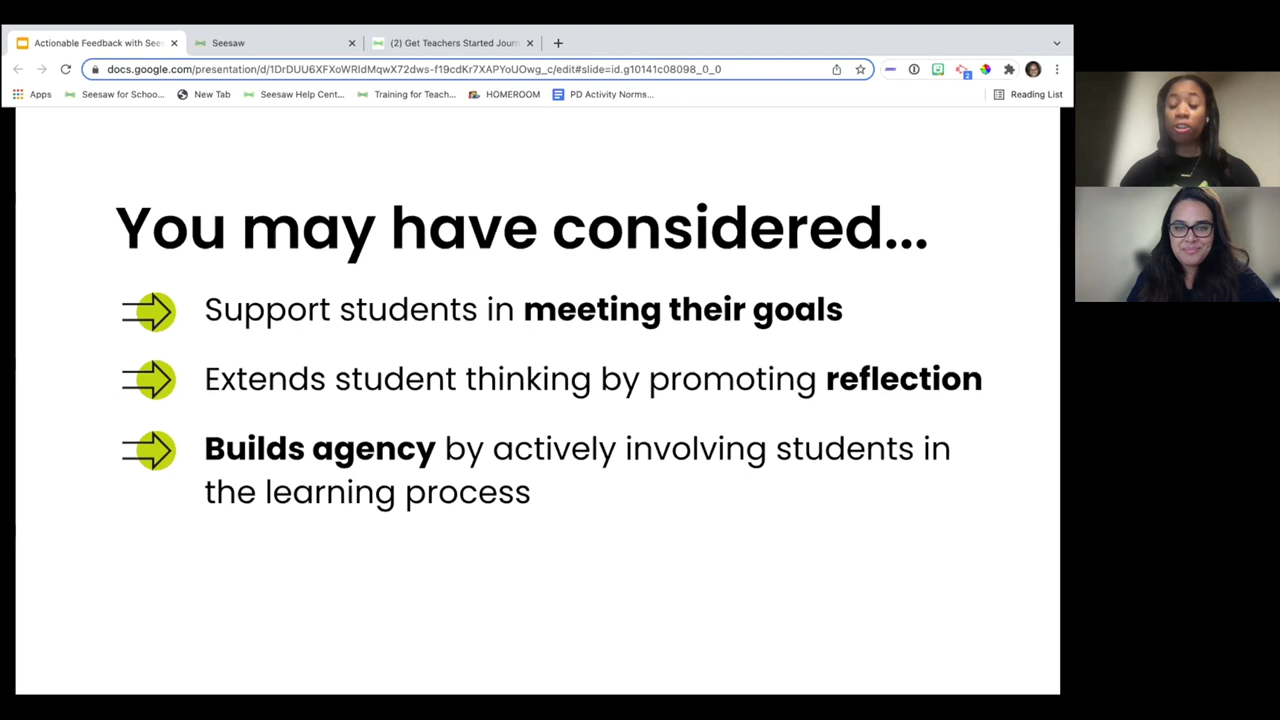 Actionable Feedback with See
Seesaw
(2) Get Teachers Started Journ
docs.google.com/presentation/d/1DrDUU6XFXoWRIdMqwX72dws-f19cdKr7XAPYoUOwg_c/edit#slide=id.g10141c08098_0_0
2
Apps
Seesaw for Schoo...
New Tab
Seesaw Help Cent...
Training for Teach...
HOMEROOM
PD Activity Norms...
Reading List
You may have considered...
Support students in meeting their goals
Extends student thinking by promoting reflection
Builds agency by actively involving students in
the learning process